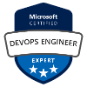 Microsoft
CERTIFIED
DEVOPS ENGINEER
EXPERT